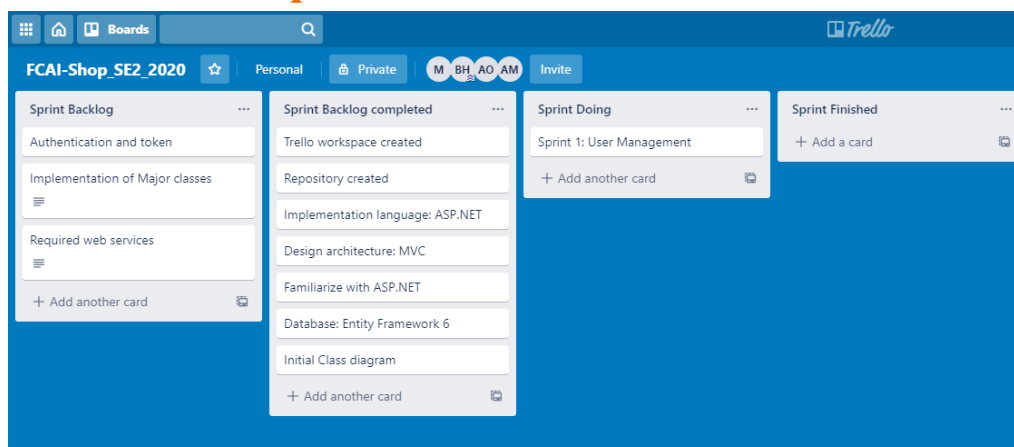 Boards
Trello
FCAI-Shop_SE2_2020
Personal
Private
M BH AO AM
Invite
Sprint Backlog
Authentication and token
Implementation of Major classes
Required web services
+ Add another card
Sprint Backlog completed
Trello workspace created
Repository created
Implementation language: ASP.NET
Design architecture: MVC
Familiarize with ASP.NET
Database: Entity Framework 6
Initial Class diagram
+ Add another card
Sprint Doing
Sprint 1: User Management
+ Add another card
Sprint Finished
+ Add a card